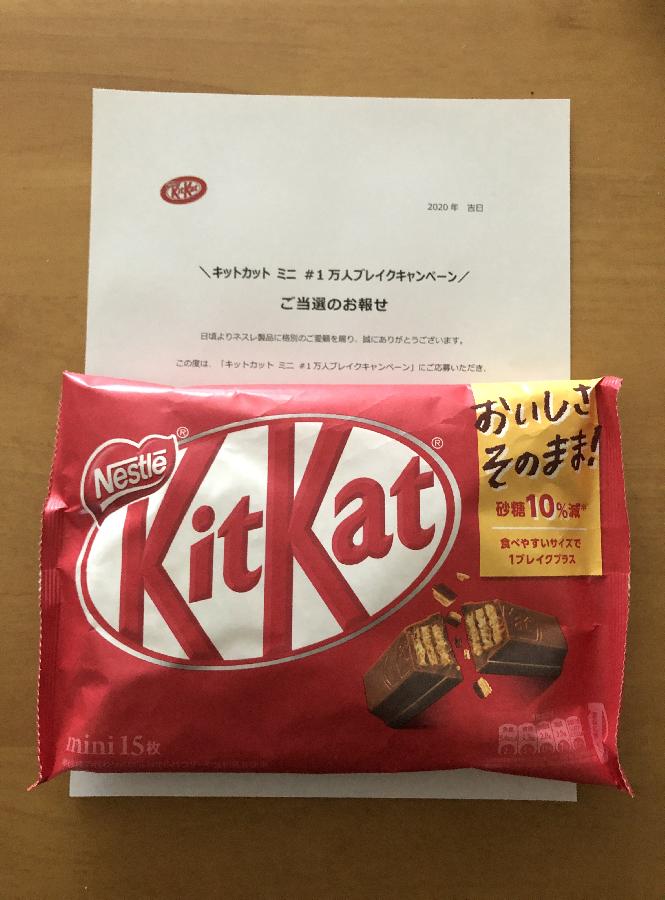 KitKat
2020年 吉日
＼キットカット ミニ ＃1万人ブレイクキャンペーン／
ご当選のお報せ
日頃よりネスレ製品に格別のご愛顧を賜り、誠にありがとうございます。
この度は、「キットカット ミニ ＃1万人ブレイクキャンペーン」にご応募いただき、
Nestlé®
KitKat®
おいしさ
そのまま!
砂糖10%減*
食べやすいサイズで
1ブレイクプラス
mini 15枚